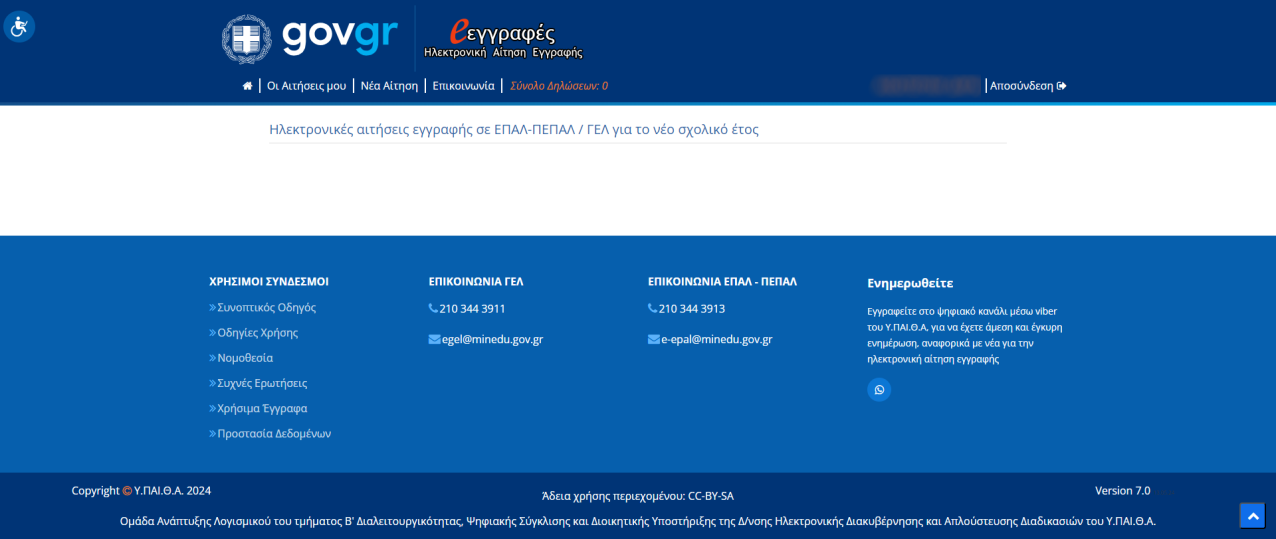 govgr
eεγγραφές
Ηλεκτρονική Αίτηση Εγγραφής
Οι Αιτήσεις μου | Νέα Αίτηση | Επικοινωνία | Σύνολο Δηλώσεων: 0
| Αποσύνδεση
Ηλεκτρονικές αιτήσεις εγγραφής σε ΕΠΑΛ-ΠΕΠΑΛ / ΓΕΛ για το νέο σχολικό έτος
ΧΡΗΣΙΜΟΙ ΣΥΝΔΕΣΜΟΙ
Συνοπτικός Οδηγός
Οδηγίες Χρήσης
Νομοθεσία
Συχνές Ερωτήσεις
Χρήσιμα Έγγραφα
Προστασία Δεδομένων
ΕΠΙΚΟΙΝΩΝΙΑ ΓΕΛ
210 344 3911
egel@minedu.gov.gr
ΕΠΙΚΟΙΝΩΝΙΑ ΕΠΑΛ - ΠΕΠΑΛ
210 344 3913
e-epal@minedu.gov.gr
Ενημερωθείτε
Εγγραφείτε στο ψηφιακό κανάλι μέσω viber
του Υ.ΠΑΙ.Θ.Α, για να έχετε άμεση και έγκυρη
ενημέρωση, αναφορικά με νέα για την
ηλεκτρονική αίτηση εγγραφής
Copyright © Υ.ΠΑΙ.Θ.Α. 2024
Άδεια χρήσης περιεχομένου: CC-BY-SA
Version 7.0
Ομάδα Ανάπτυξης Λογισμικού του τμήματος Β' Διαλειτουργικότητας, Ψηφιακής Σύγκλισης και Διοικητικής Υποστήριξης της Δ/νσης Ηλεκτρονικής Διακυβέρνησης και Απλούστευσης Διαδικασιών του Υ.ΠΑΙ.Θ.Α.